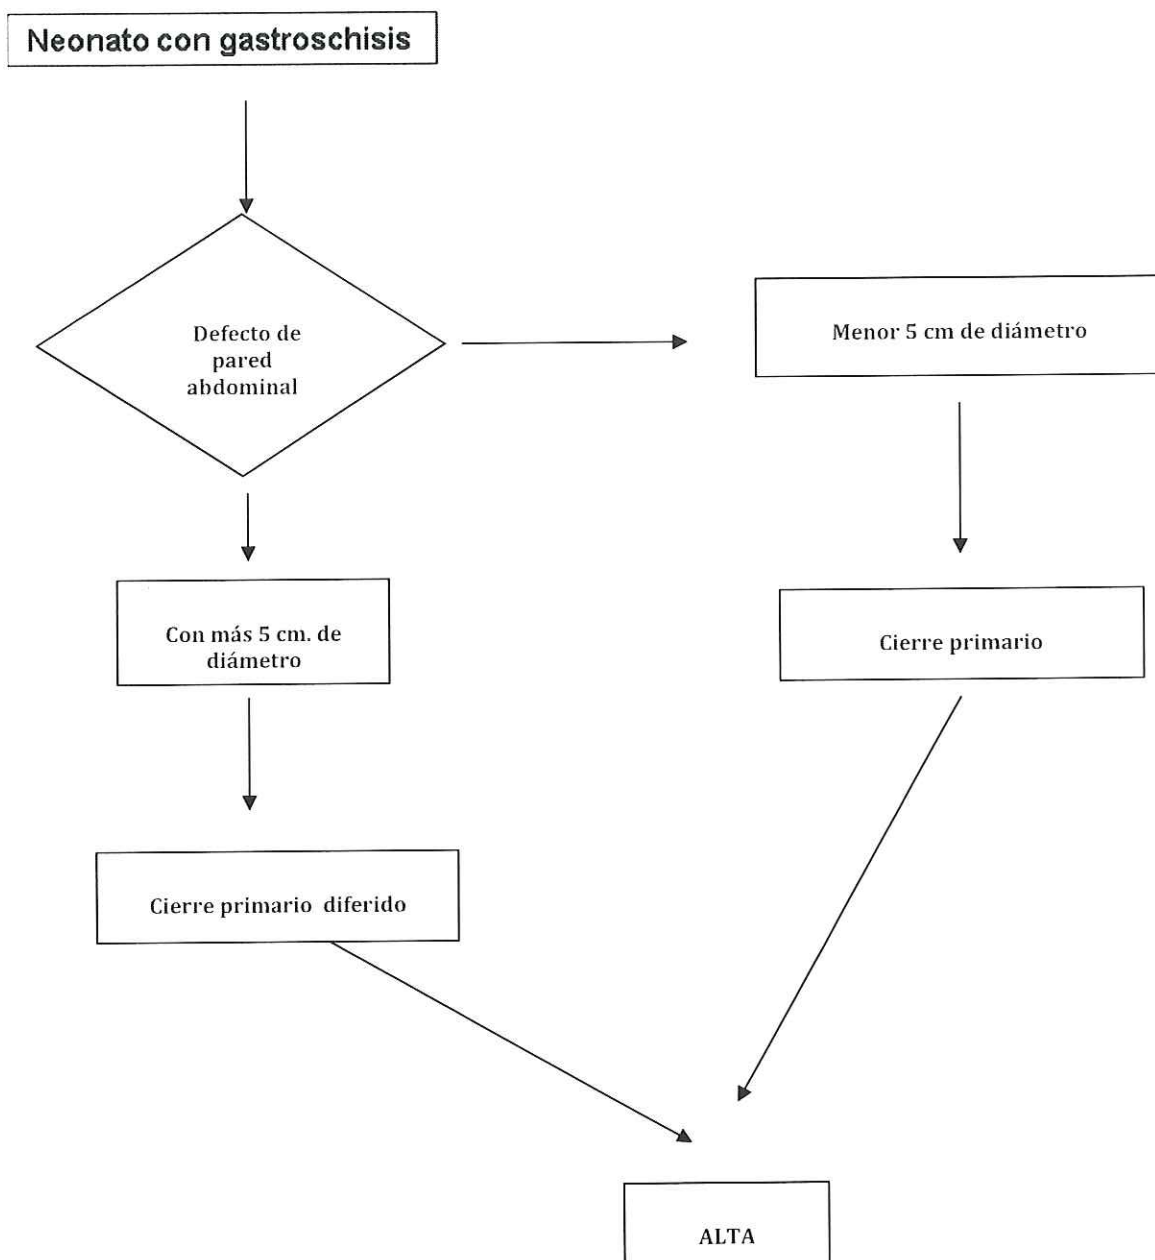 Neonato con gastroschisis
Defecto de
pared
abdominal
Menor 5 cm de diámetro
Con más 5 cm. de
diámetro
Cierre primario
Cierre primario diferido
ALTA